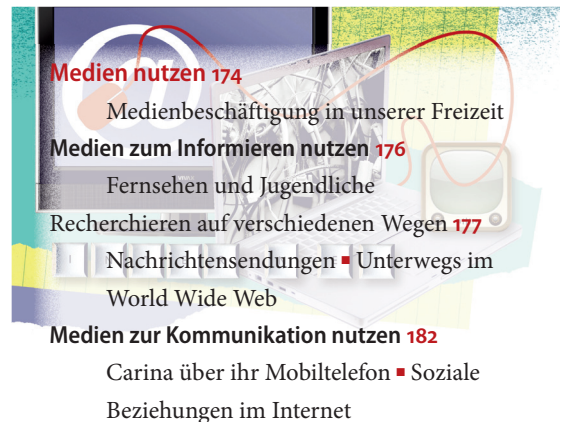 Medien nutzen 174
Medienbeschäftigung in unserer Freizeit
Medien zum Informieren nutzen 176
Fernsehen und Jugendliche
Recherchieren auf verschiedenen Wegen 177
Nachrichtensendungen ▪ Unterwegs im
World Wide Web
Medien zur Kommunikation nutzen 182
Carina über ihr Mobiltelefon ▪ Soziale
Beziehungen im Internet
@